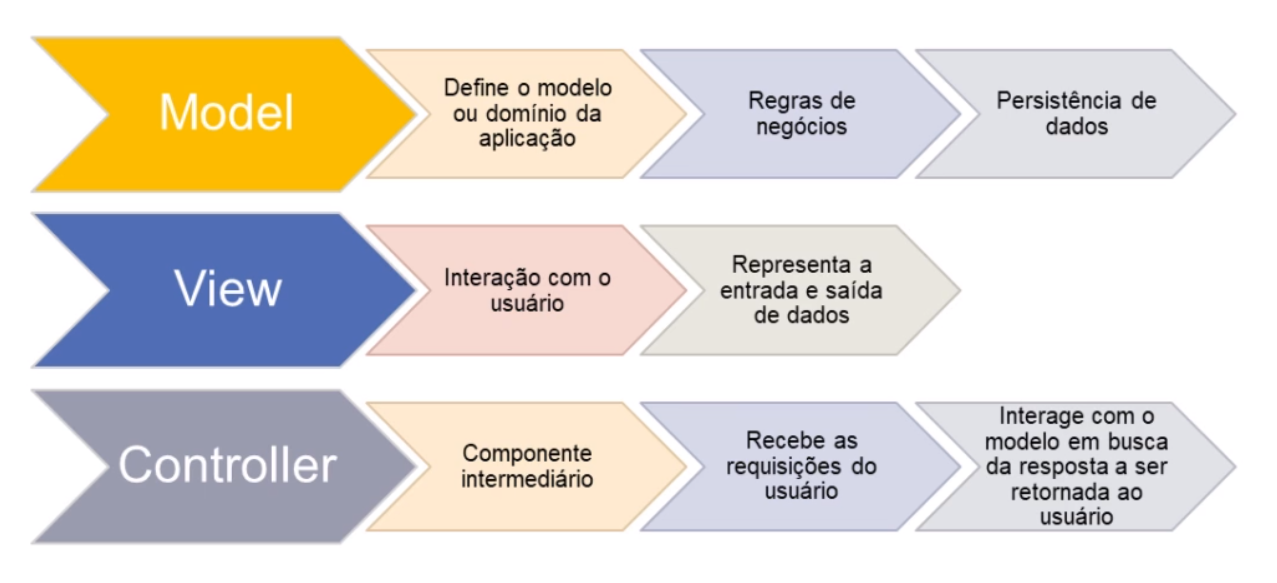 Model
Define o modelo
ou domínio da
aplicação
Regras de
negócios
Persistência de
dados
View
Interação com o
usuário
Representa a
entrada e saída
de dados
Controller
Componente
intermediário
Recebe as
requisições do
usuário
Interage com o
modelo em busca
da resposta a ser
retornada ao
usuário